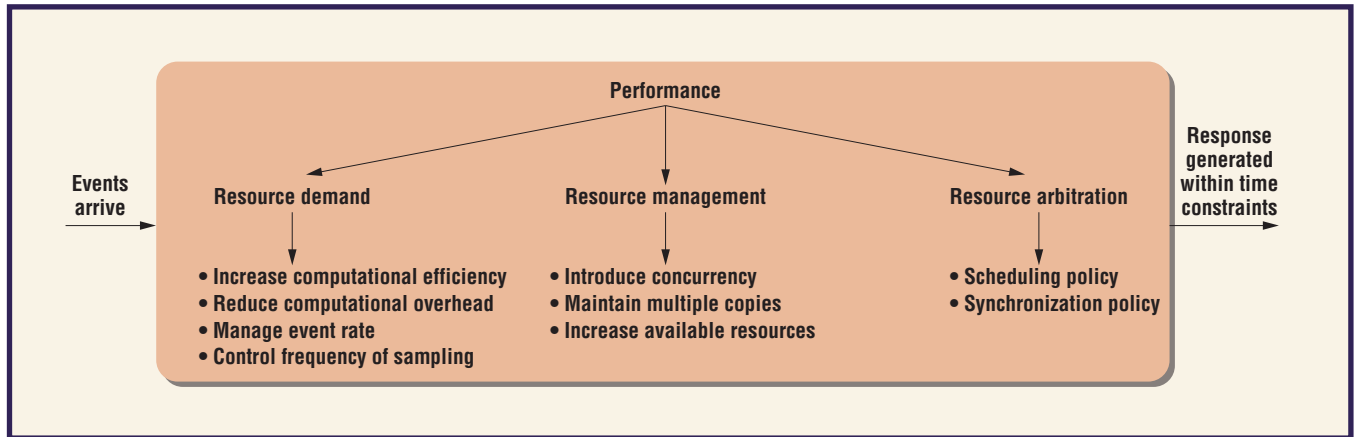 Performance
Events
arrive
Resource demand
• Increase computational efficiency
• Reduce computational overhead
• Manage event rate
• Control frequency of sampling
Resource management
• Introduce concurrency
• Maintain multiple copies
• Increase available resources
Resource arbitration
• Scheduling policy
• Synchronization policy
Response
generated
within time
constraints